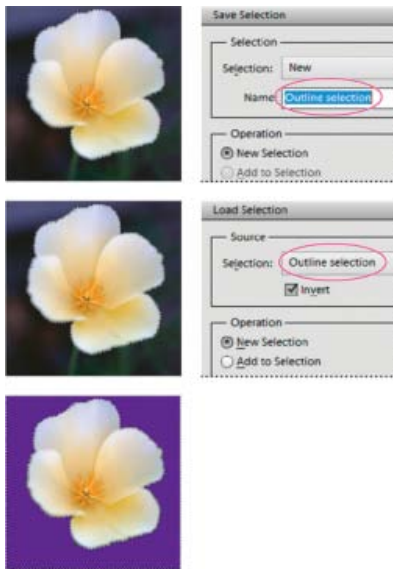 Save Selection
Selection
Selection: New
Name: Outline selection
Operation
New Selection
Add to Selection
Load Selection
Source
Selection: Outline selection
Invert
Operation
New Selection
Add to Selection